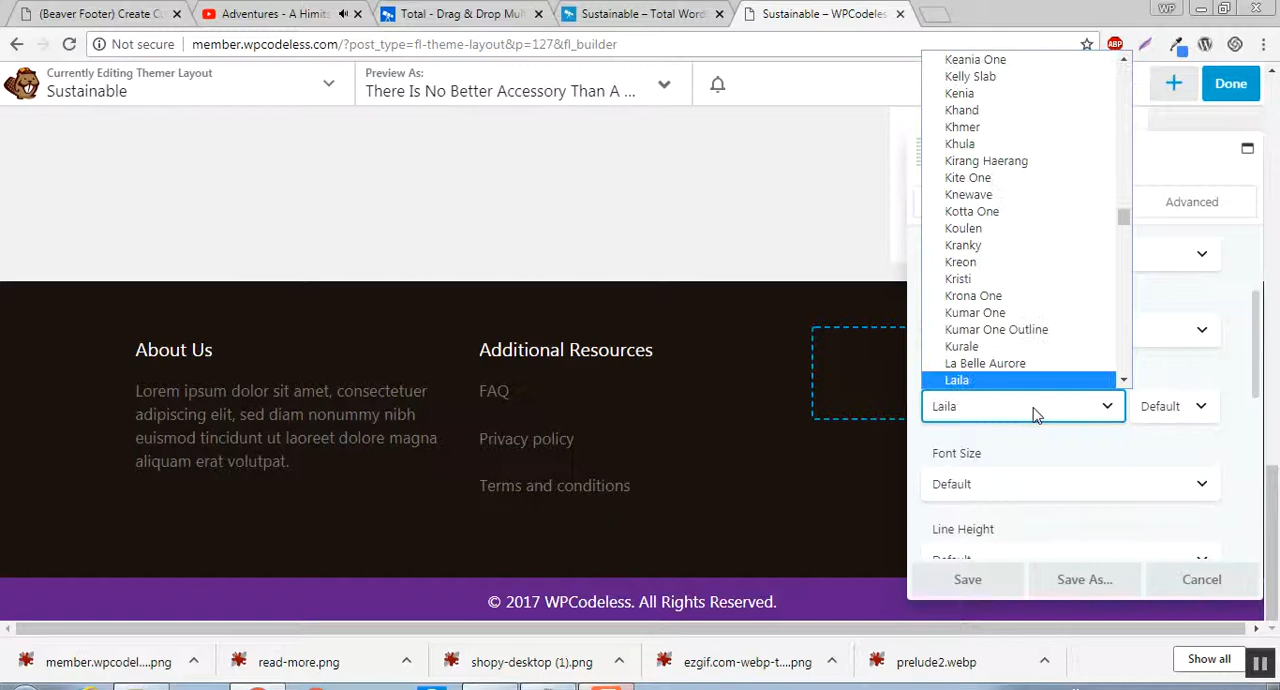 (Beaver Footer) Create Cu
Adventures - A Himits
Total - Drag & Drop Mul
Sustainable – Total Word
Sustainable – WPCodeless
WP
Not secure
member.wpcodeless.com/?post_type=fl-theme-layout&p=127&fl_builder
ABP
Currently Editing Themer Layout
Sustainable
Preview As:
There Is No Better Accessory Than A ...
Done
Keania One
Kelly Slab
Kenia
Khand
Khmer
Khula
Kirang Haerang
Kite One
Knewave
Kotta One
Koulen
Kranky
Kreon
Kristi
Krona One
Kumar One
Kumar One Outline
Kurale
La Belle Aurore
Laila
Advanced
Laila
Default
Font Size
Default
Line Height
Default
Save
Save As...
Cancel
About Us
Lorem ipsum dolor sit amet, consectetuer
adipiscing elit, sed diam nonummy nibh
euismod tincidunt ut laoreet dolore magna
aliquam erat volutpat.
Additional Resources
FAQ
Privacy policy
Terms and conditions
© 2017 WPCodeless. All Rights Reserved.
member.wpcodel....png
read-more.png
shopy-desktop (1).png
ezgif.com-webp-t....png
prelude2.webp
Show all